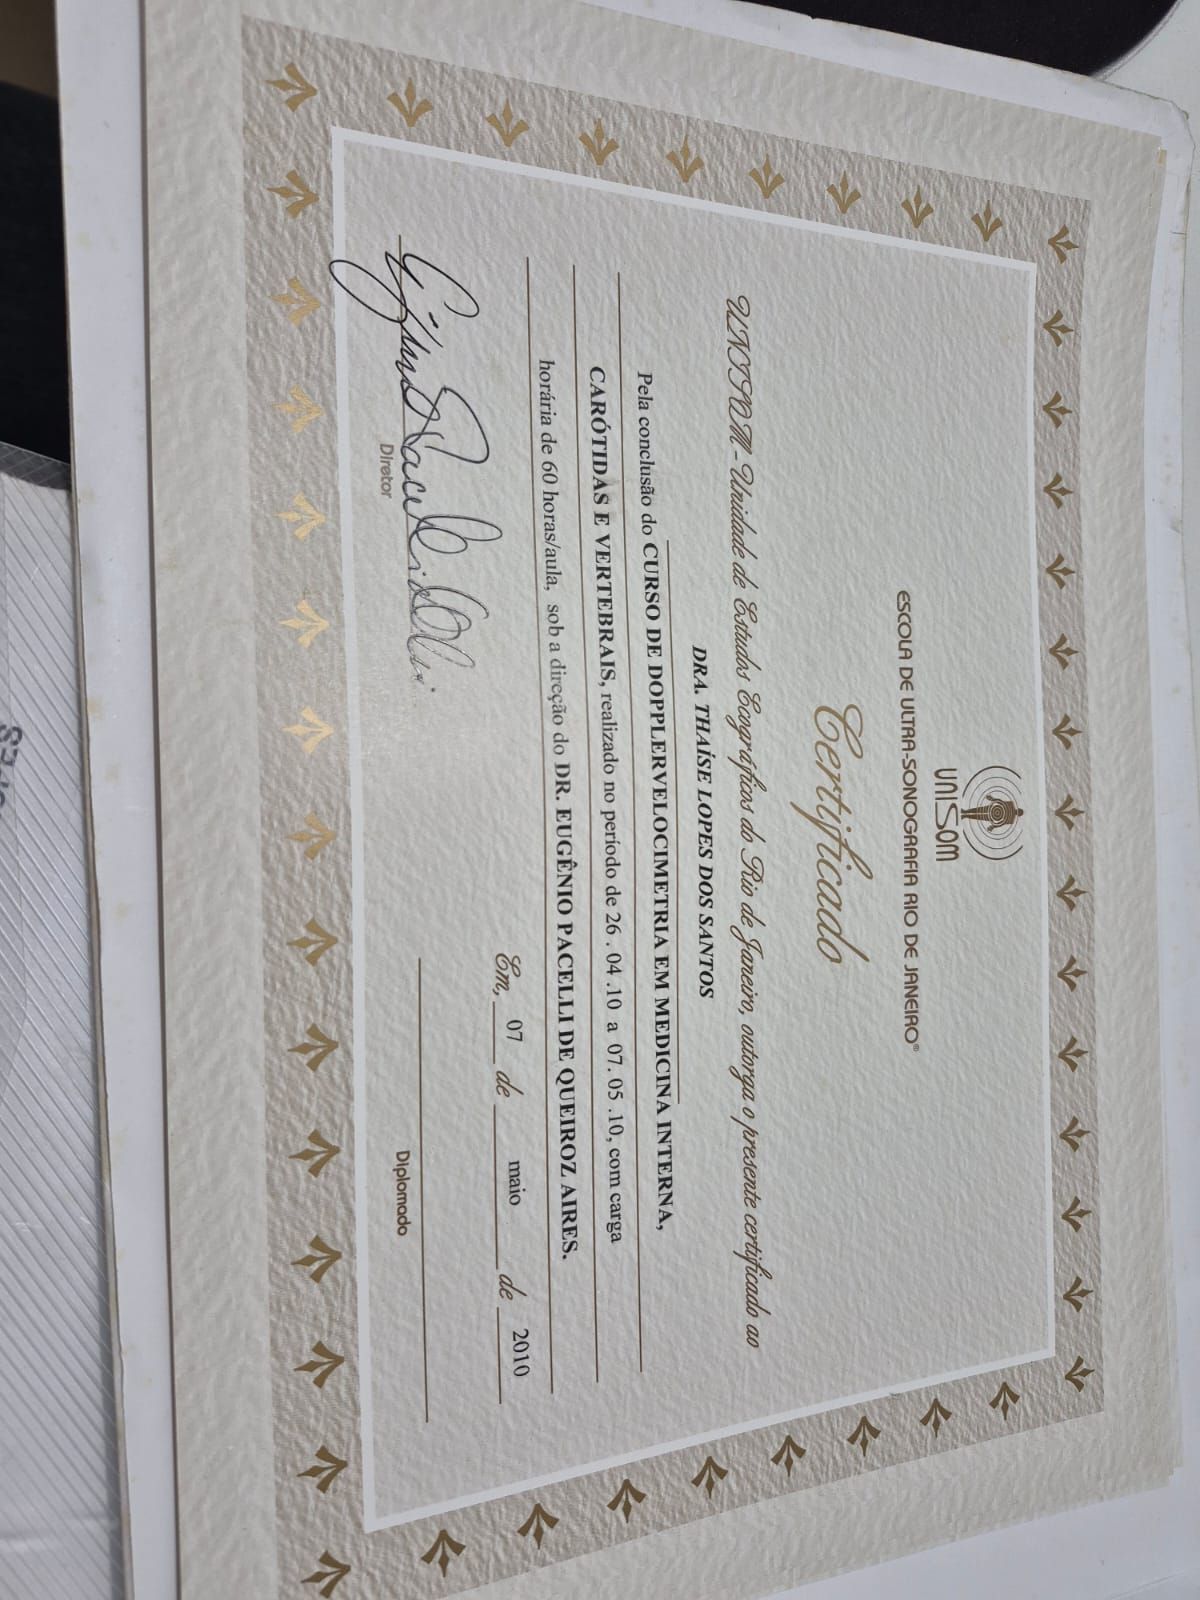 UNISOM
ESCOLA DE ULTRA-SONOGRAFIA RIO DE JANEIRO®
Certificado
UNISOM - Unidade de Estudos Ecográficos do Rio de Janeiro, outorga o presente certificado ao
DRA. THAÍSE LOPES DOS SANTOS
Pela conclusão do CURSO DE DOPPLERVELOCIMETRIA EM MEDICINA INTERNA,
CARÓTIDAS E VERTEBRAIS, realizado no período de 26 . 04 .10 a 07. 05 .10, com carga
horária de 60 horas/aula, sob a direção do DR. EUGÊNIO PACELLI DE QUEIROZ AIRES.
Em, 07 de maio de 2010
Diretor
Diplomado